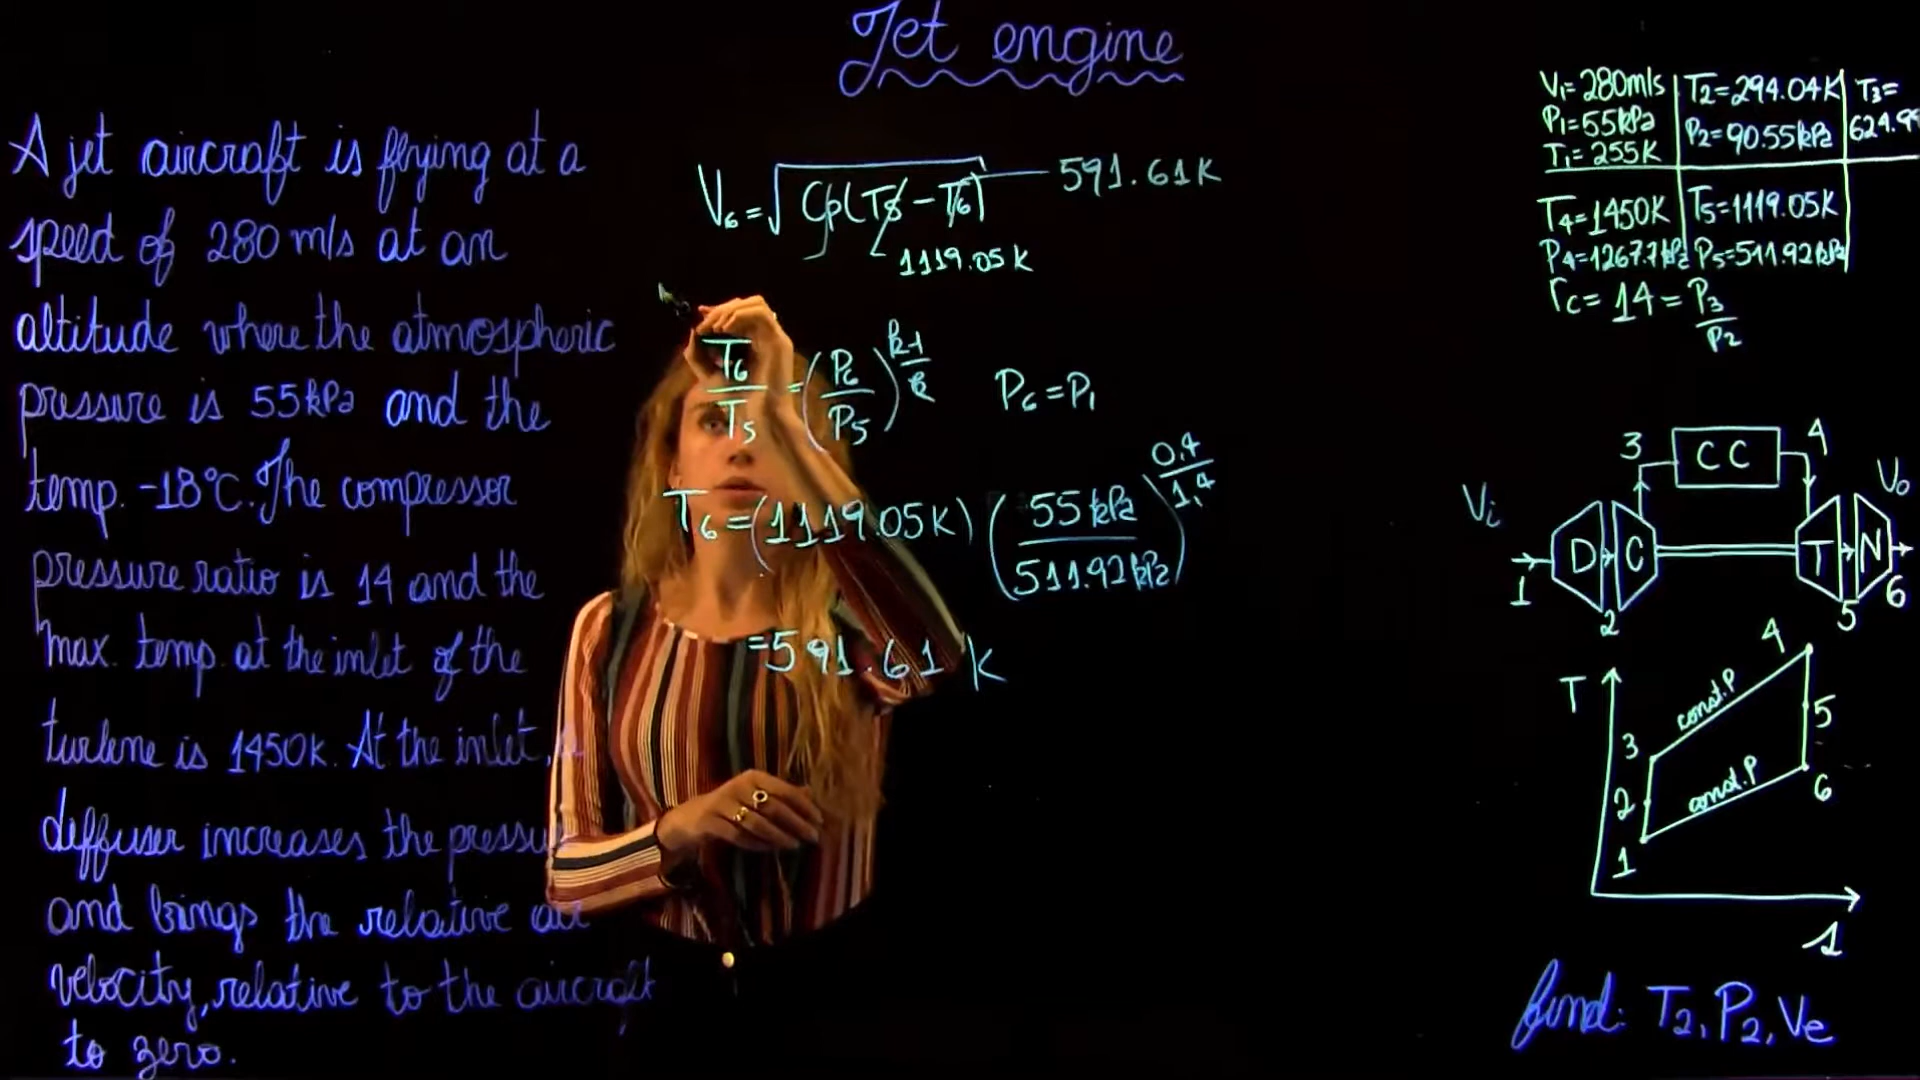 Jet engine
A jet aircraft is flying at a
speed of 280 m/s at an
altitude where the atmospheric
pressure is 55kPa and the
temp. -18°C. The compressor
pressure ratio is 14 and the
max. temp. at the inlet of the
turbine is 1450K. At the inlet, a
diffuser increases the pressure
and brings the relative air
velocity, relative to the aircraft
to zero.
V6=√Cp(T5-T6) 591.61K
1119.05K
T6/T5=(P6/P5)^(k-1/k) P6=P1
T6=(1119.05K)(55kPa/511.92kPa)^(0.4/1.4)
=591.61 K
V1=280m/s T2=294.04K T3=
P1=55kPa P2=90.55kPa 624.99
T1=255K
T4=1450K T5=1119.05K
P4=1267.7kPa P5=511.92kPa
rc=14=P3/P2
3 CC 4
Vi Vo
D C T N
1 2 5 6
T 4
const.P
5
3
2 const.P 6
1
s
find: T2, P2, Ve